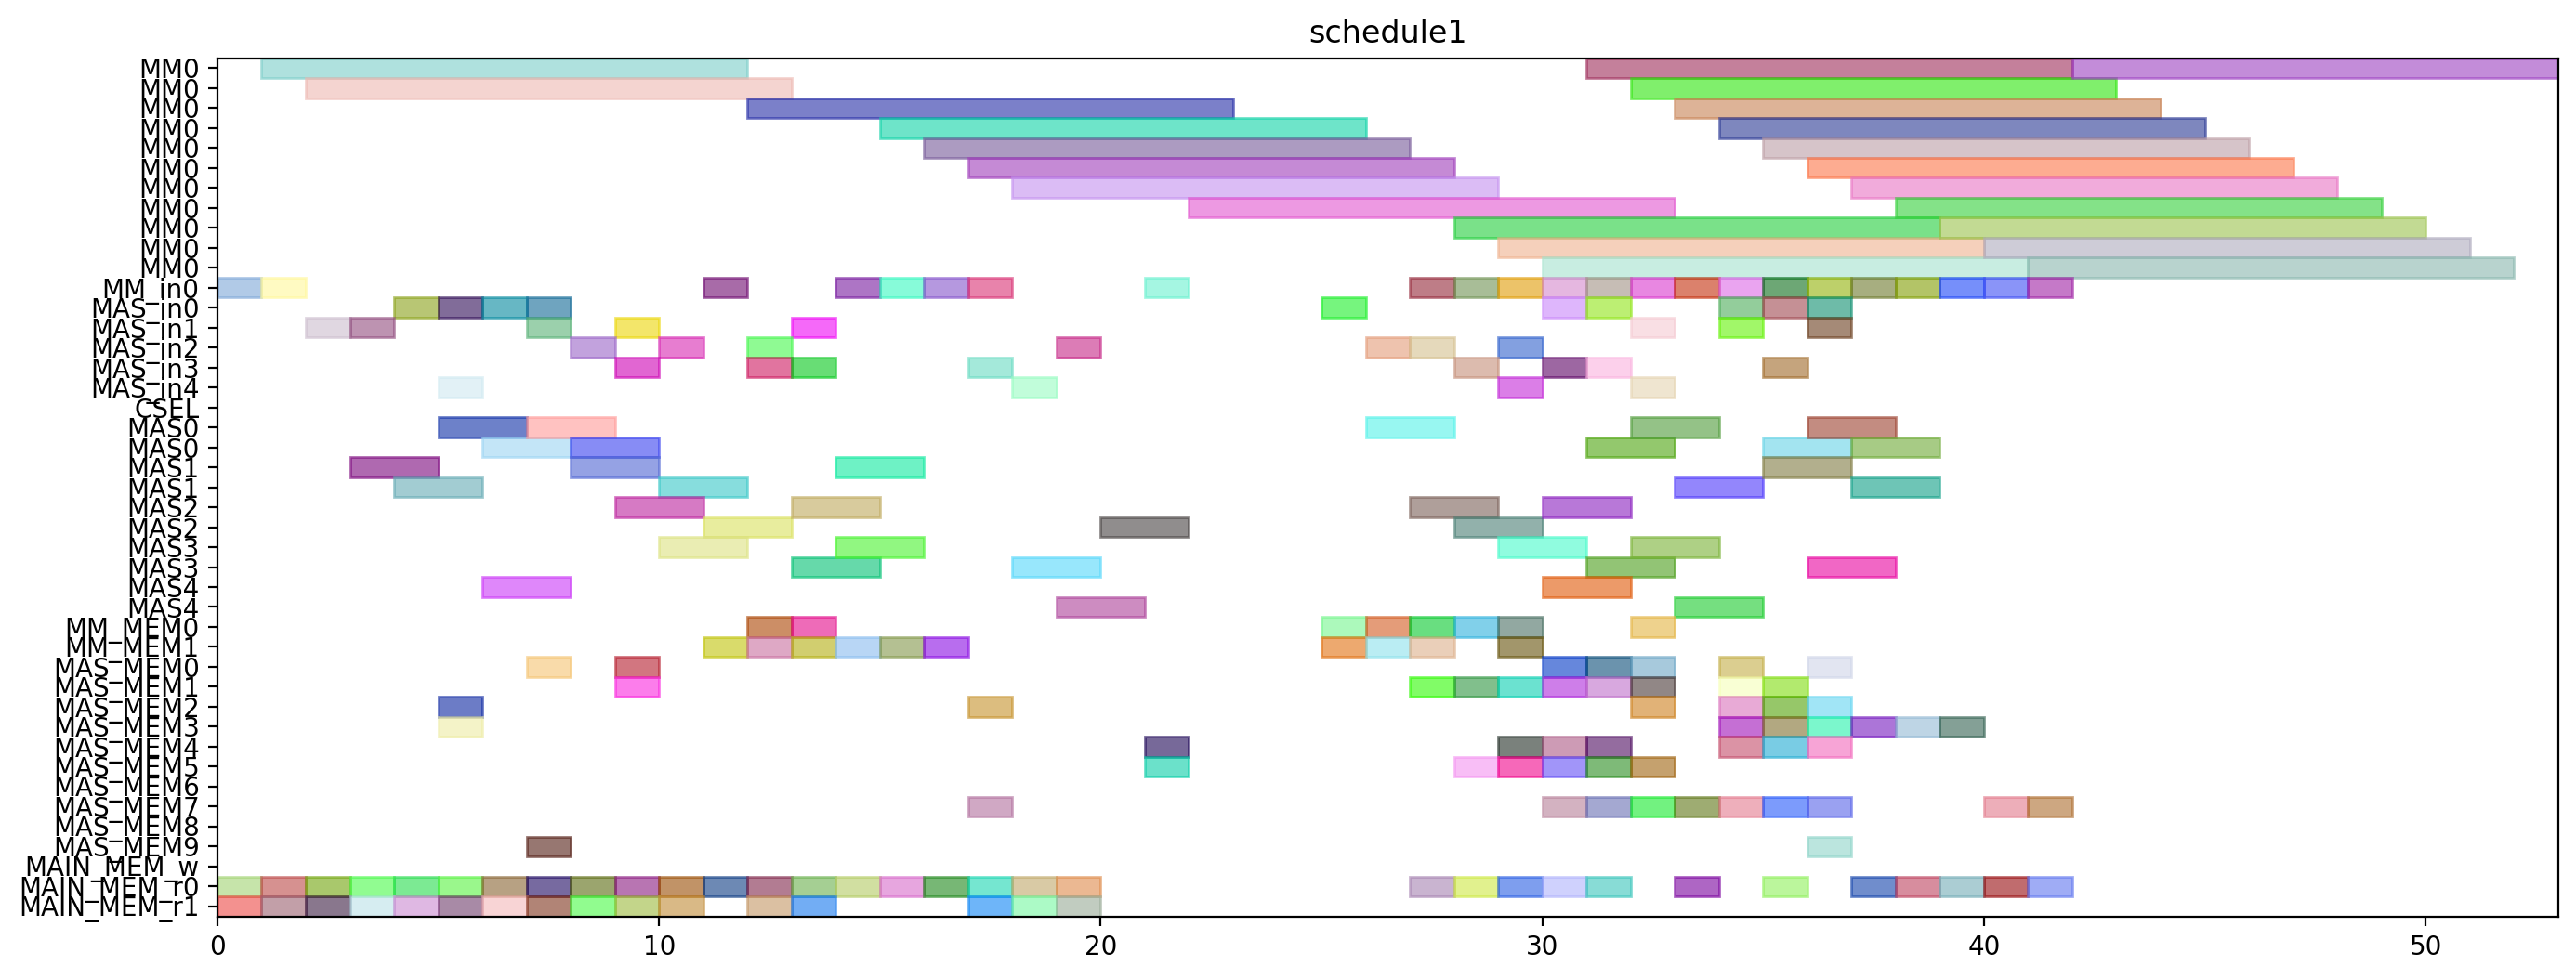 schedule1
MM0
MM0
MM0
MM0
MM0
MM0
MM0
MM0
MM0
MM0
MM0
MM_in0
MAS_in0
MAS_in1
MAS_in2
MAS_in3
MAS_in4
CSEL
MAS0
MAS0
MAS1
MAS1
MAS2
MAS2
MAS3
MAS3
MAS4
MAS4
MM_MEM0
MM_MEM1
MAS_MEM0
MAS_MEM1
MAS_MEM2
MAS_MEM3
MAS_MEM4
MAS_MEM5
MAS_MEM6
MAS_MEM7
MAS_MEM8
MAS_MEM9
MAIN_MEM_w
MAIN_MEM_r0
MAIN_MEM_r1
0 10 20 30 40 50